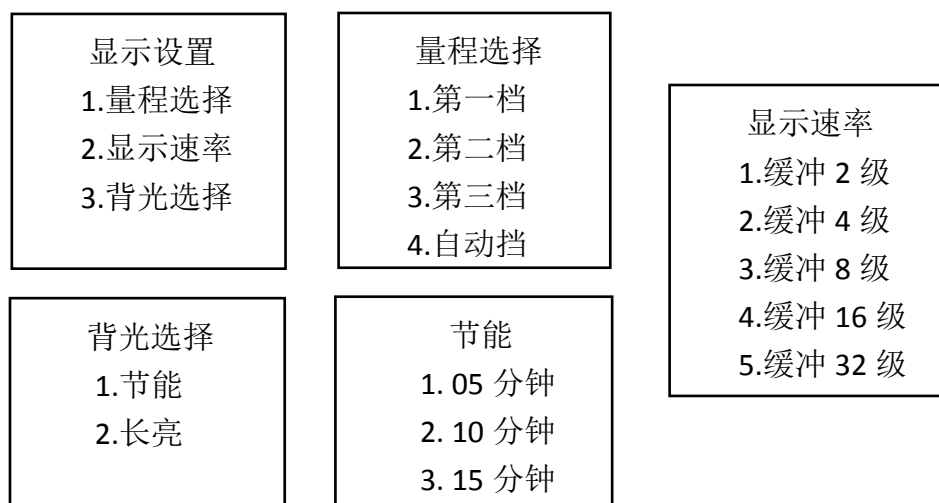 显示设置
1.量程选择
2.显示速率
3.背光选择
量程选择
1.第一档
2.第二档
3.第三档
4.自动挡
显示速率
1.缓冲 2 级
2.缓冲 4 级
3.缓冲 8 级
4.缓冲 16 级
5.缓冲 32 级
背光选择
1.节能
2.长亮
节能
1. 05 分钟
2. 10 分钟
3. 15 分钟